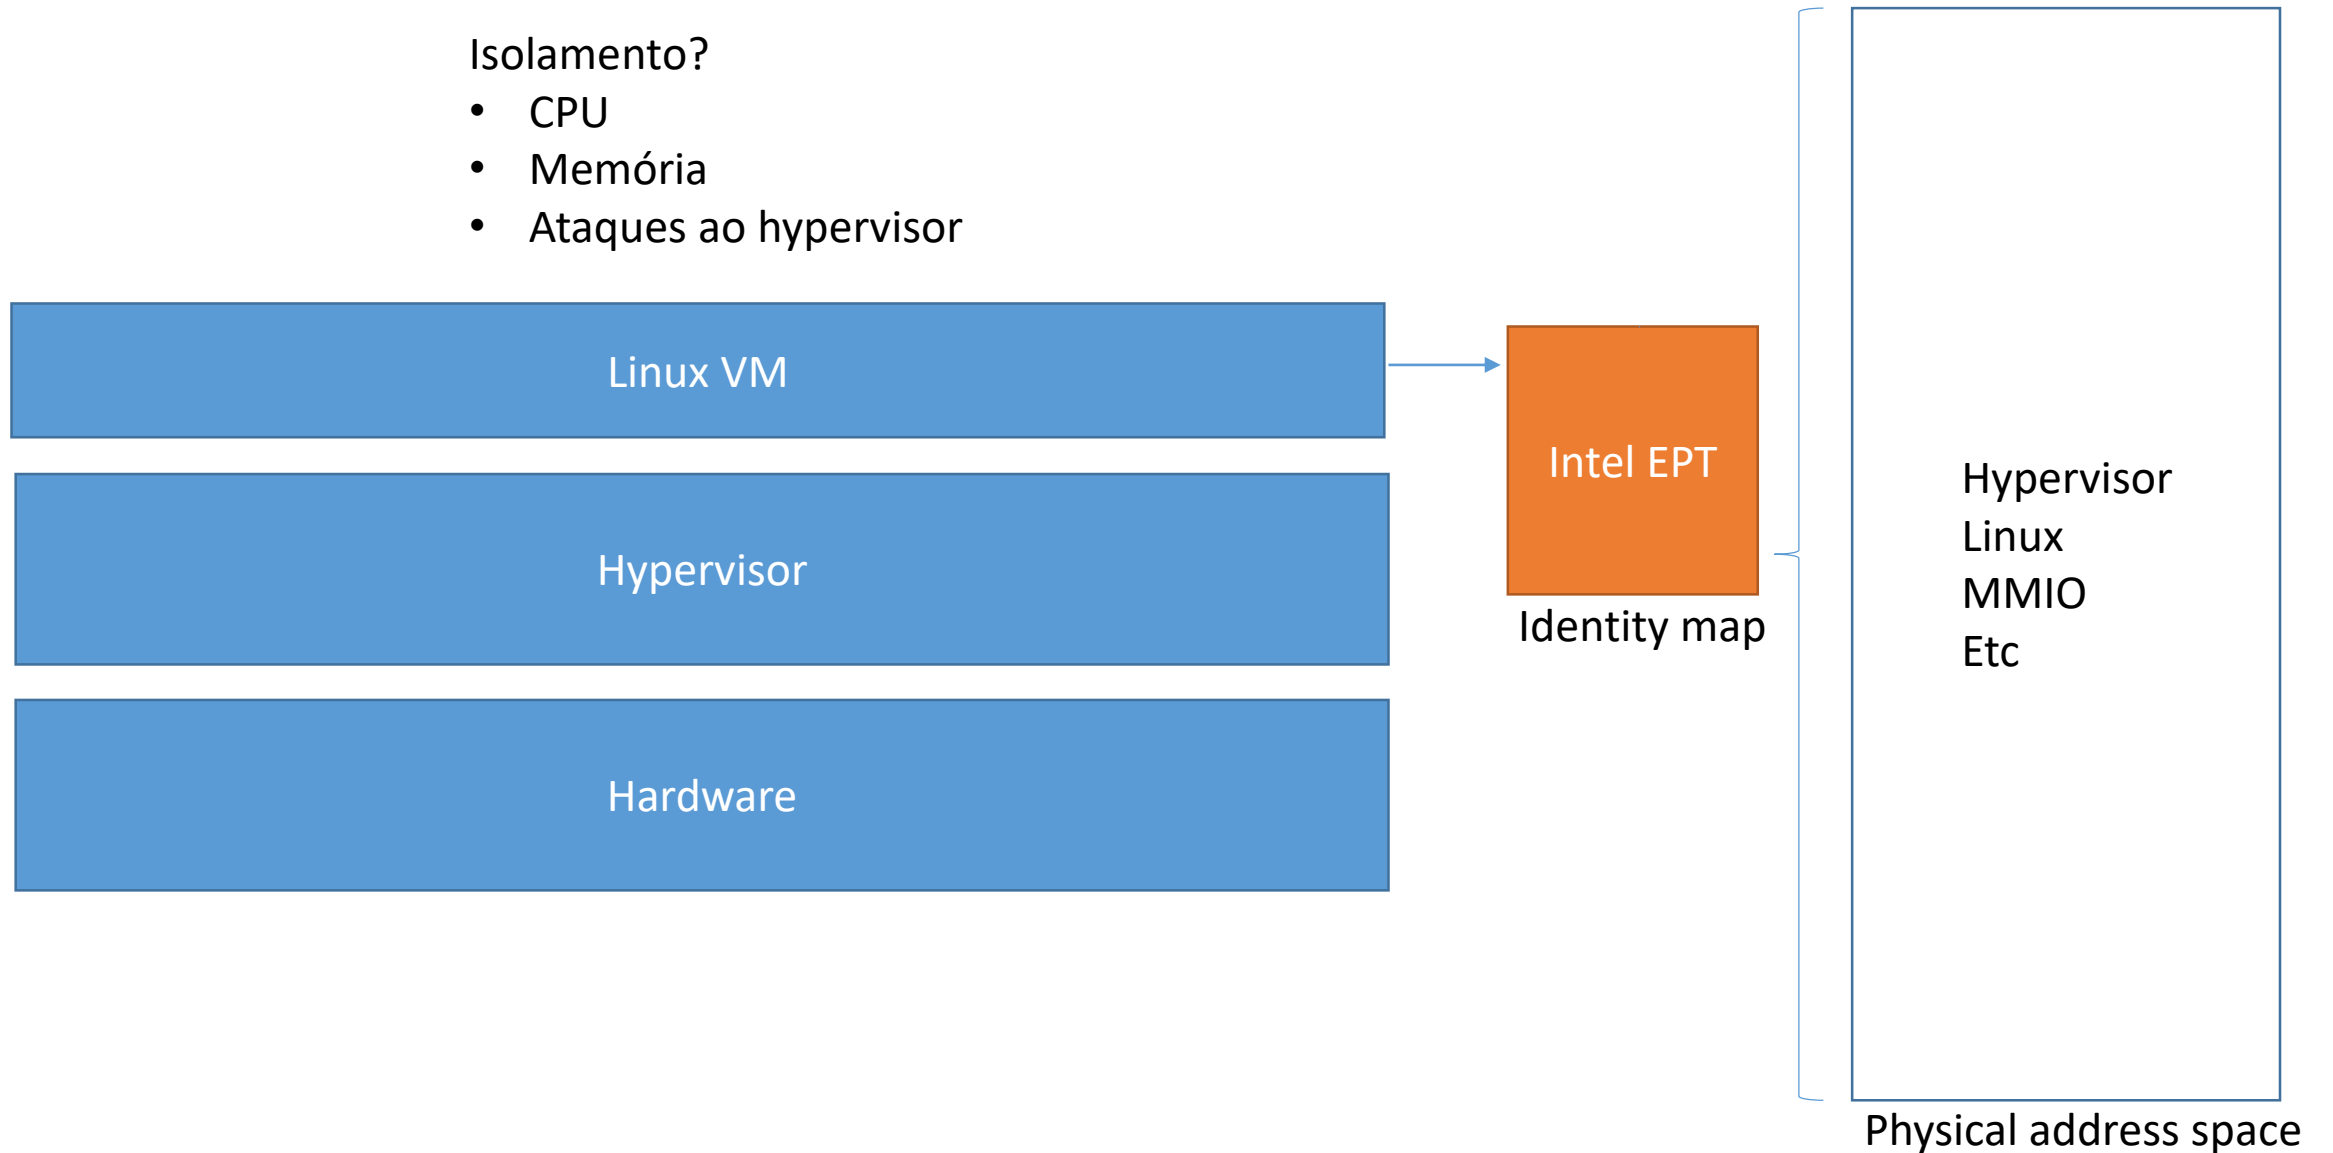 Isolamento?
• CPU
• Memória
• Ataques ao hypervisor
Linux VM
Hypervisor
Hardware
Intel EPT
Identity map
Hypervisor
Linux
MMIO
Etc
Physical address space